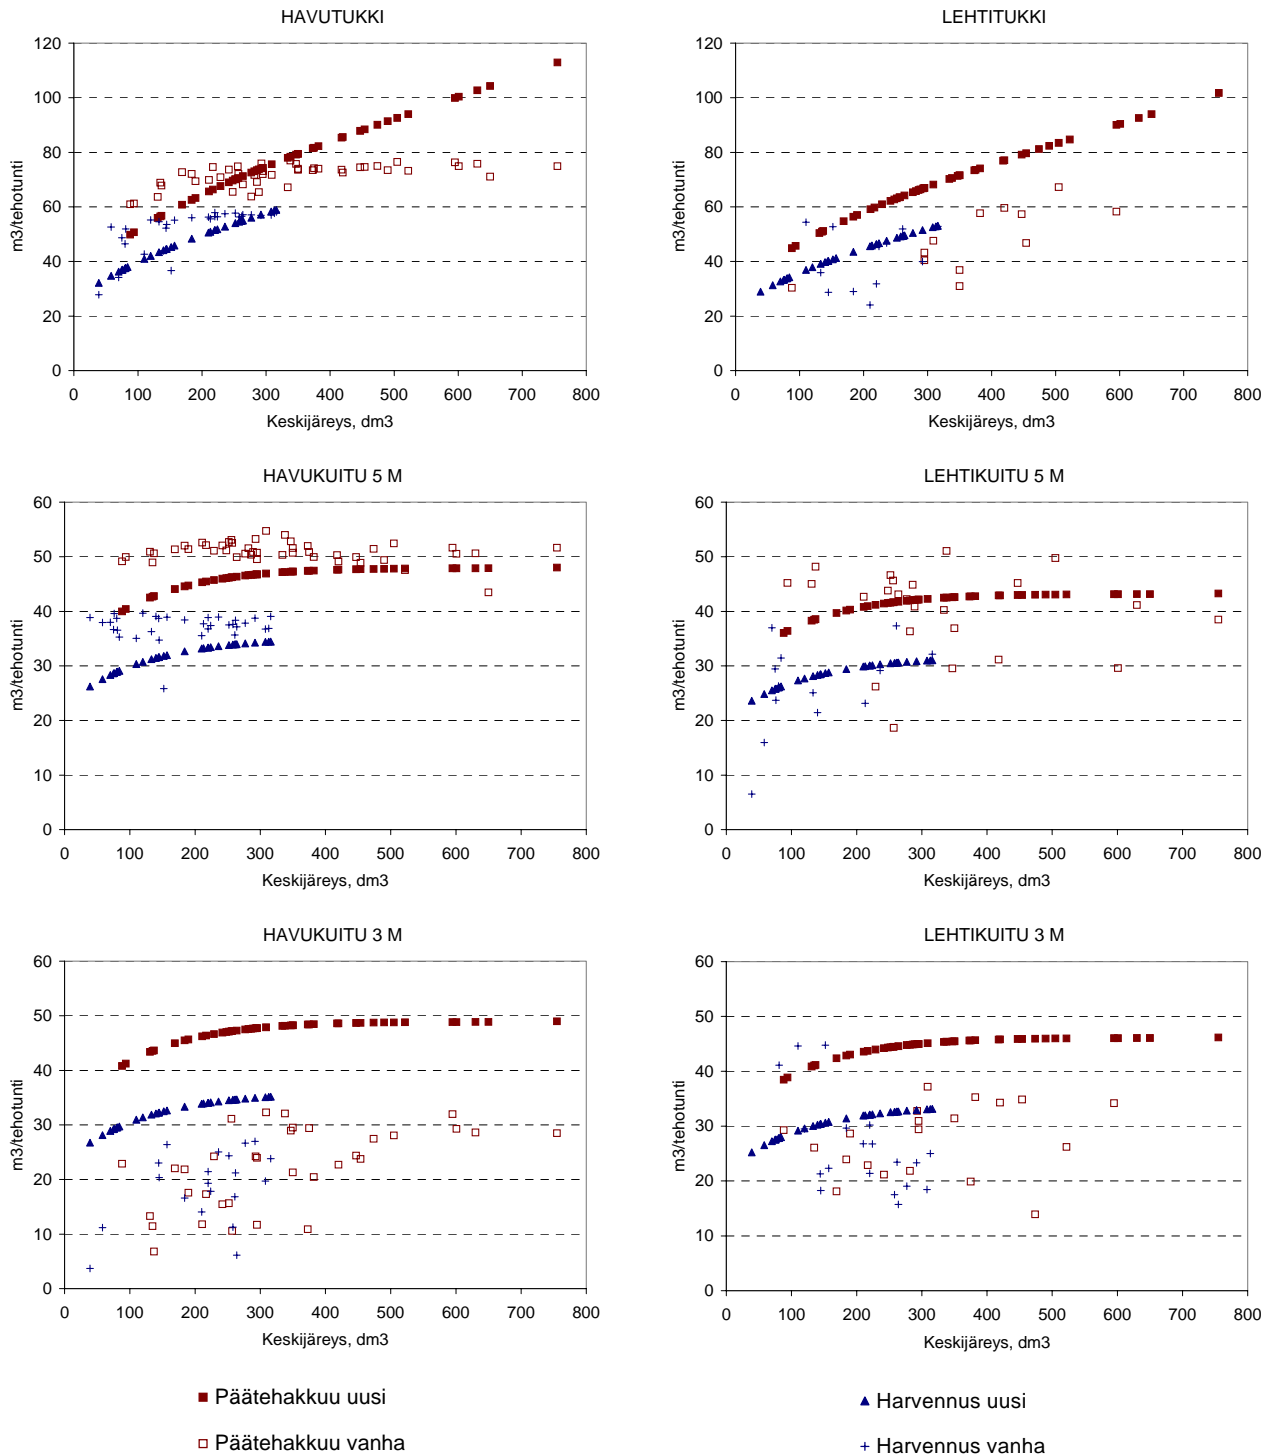 HAVUTUKKI
120
100
80
60
40
20
0
m3/tehotunti
0 100 200 300 400 500 600 700 800
Keskijäreys, dm3
LEHTITUKKI
120
100
80
60
40
20
0
m3/tehotunti
0 100 200 300 400 500 600 700 800
Keskijäreys, dm3
HAVUKUITU 5 M
60
50
40
30
20
10
0
m3/tehotunti
0 100 200 300 400 500 600 700 800
Keskijäreys, dm3
LEHTIKUITU 5 M
60
50
40
30
20
10
0
m3/tehotunti
0 100 200 300 400 500 600 700 800
Keskijäreys, dm3
HAVUKUITU 3 M
60
50
40
30
20
10
0
m3/tehotunti
0 100 200 300 400 500 600 700 800
Keskijäreys, dm3
LEHTIKUITU 3 M
60
50
40
30
20
10
0
m3/tehotunti
0 100 200 300 400 500 600 700 800
Keskijäreys, dm3
Päätehakkuu uusi
Harvennus uusi
Päätehakkuu vanha
Harvennus vanha